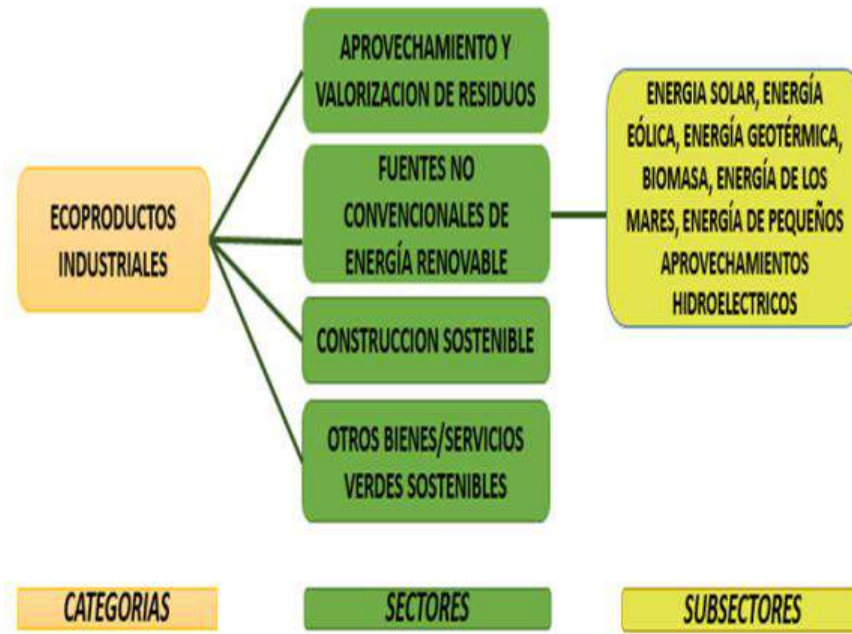 ECOPRODUCTOS
INDUSTRIALES
APROVECHAMIENTO Y
VALORIZACION DE RESIDUOS
FUENTES NO
CONVENCIONALES DE
ENERGÍA RENOVABLE
CONSTRUCCION SOSTENIBLE
OTROS BIENES/SERVICIOS
VERDES SOSTENIBLES
ENERGIA SOLAR, ENERGÍA
EÓLICA, ENERGÍA GEOTÉRMICA,
BIOMASA, ENERGÍA DE LOS
MARES, ENERGÍA DE PEQUEÑOS
APROVECHAMIENTOS
HIDROELECTRICOS
CATEGORIAS
SECTORES
SUBSECTORES